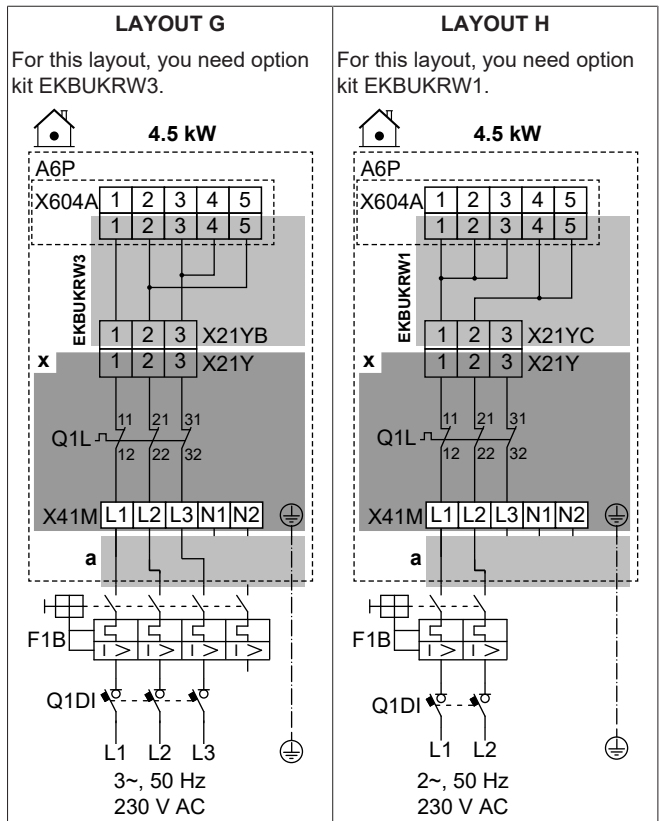 LAYOUT G
For this layout, you need option
kit EKBUKRW3.
4.5 kW
A6P
X604A 1 2 3 4 5
1 2 3 4 5
EKBUKRW3
1 2 3 X21YB
x 1 2 3 X21Y
11 21 31
Q1L
12 22 32
X41M L1 L2 L3 N1 N2
a
F1B
I > I > I > I >
Q1DI
L1 L2 L3
3~, 50 Hz
230 V AC
LAYOUT H
For this layout, you need option
kit EKBUKRW1.
4.5 kW
A6P
X604A 1 2 3 4 5
1 2 3 4 5
EKBUKRW1
1 2 3 X21YC
x 1 2 3 X21Y
11 21 31
Q1L
12 22 32
X41M L1 L2 L3 N1 N2
a
F1B
I > I >
Q1DI
L1 L2
2~, 50 Hz
230 V AC